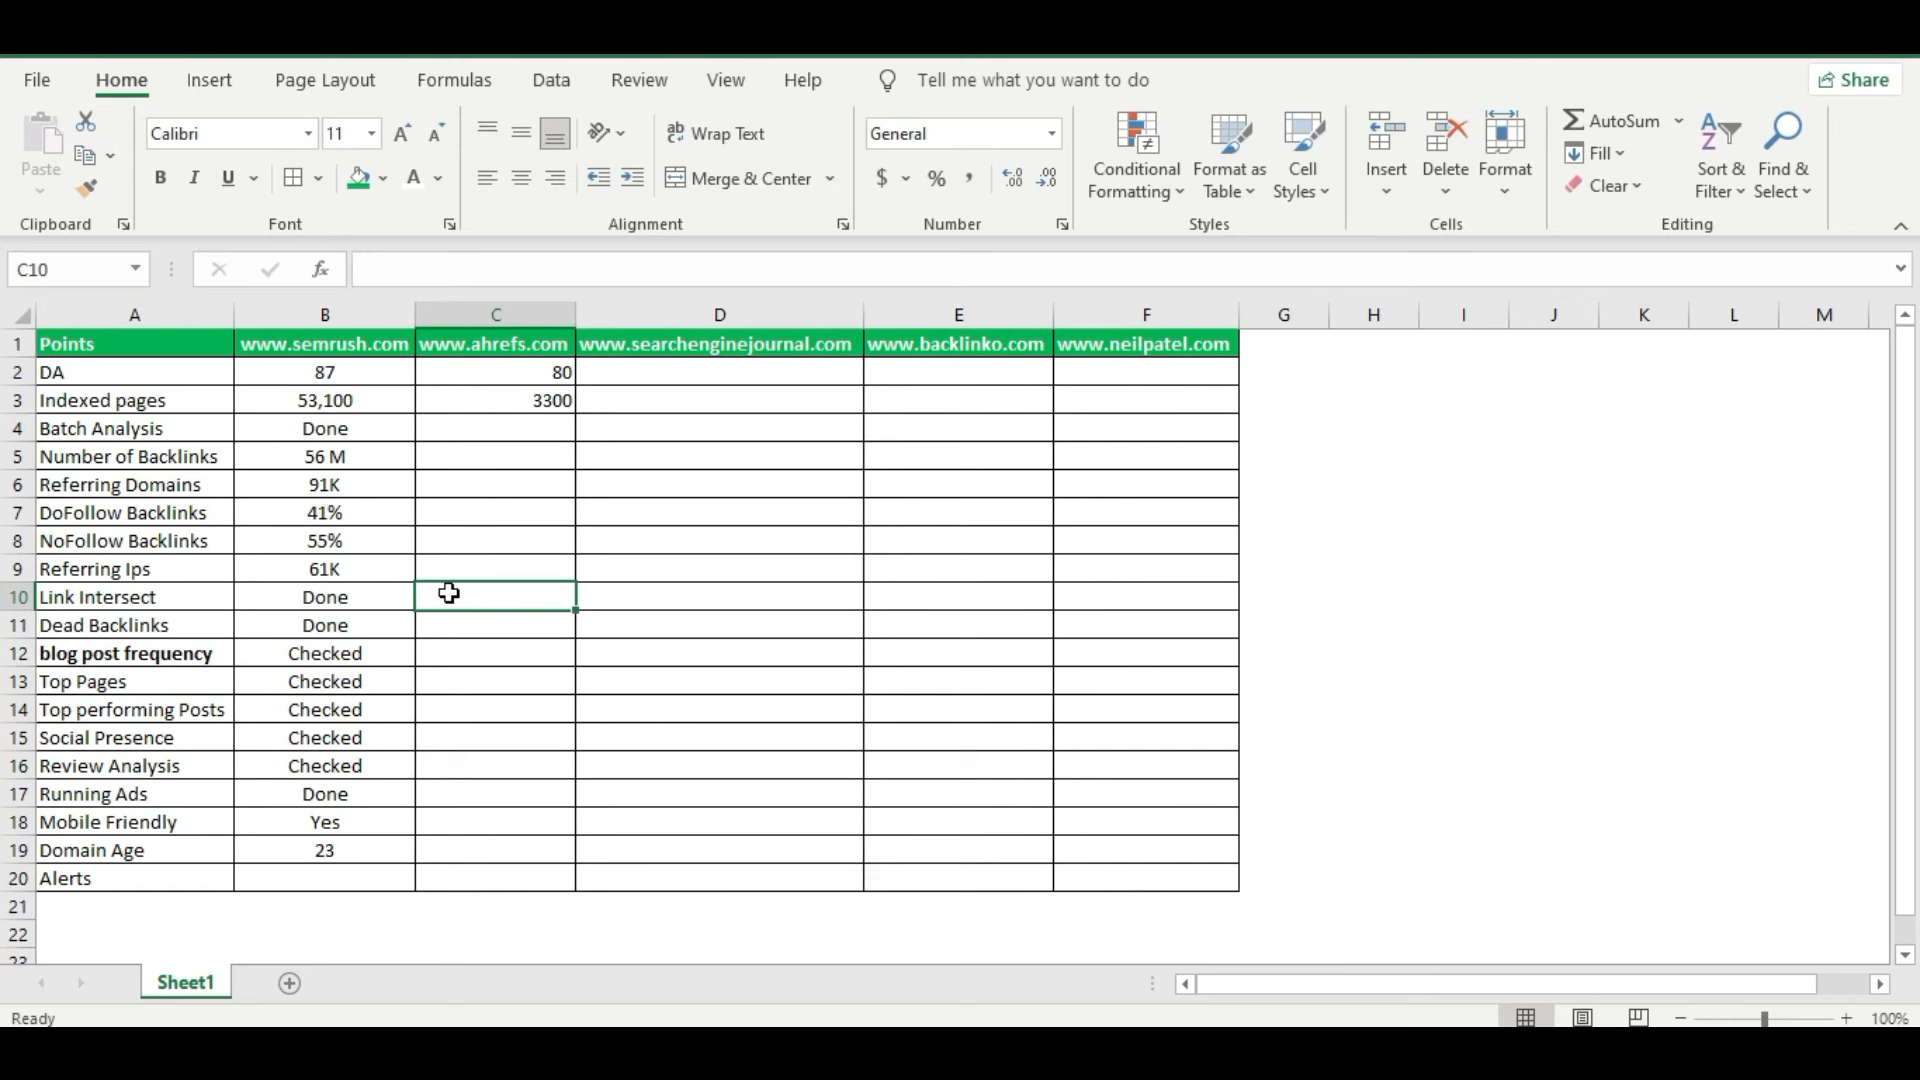 File Home Insert Page Layout Formulas Data Review View Help Tell me what you want to do Share
Paste Calibri 11 Wrap Text General Conditional Formatting Format as Table Cell Styles Insert Delete Format AutoSum Fill Clear Sort & Filter Find & Select
B I U A Merge & Center $ % , .00
Clipboard Font Alignment Number Styles Cells Editing
C10 fx
A B C D E F G H I J K L M
1 Points www.semrush.com www.ahrefs.com www.searchenginejournal.com www.backlinko.com www.neilpatel.com
2 DA 87 80
3 Indexed pages 53,100 3300
4 Batch Analysis Done
5 Number of Backlinks 56 M
6 Referring Domains 91K
7 DoFollow Backlinks 41%
8 NoFollow Backlinks 55%
9 Referring Ips 61K
10 Link Intersect Done
11 Dead Backlinks Done
12 blog post frequency Checked
13 Top Pages Checked
14 Top performing Posts Checked
15 Social Presence Checked
16 Review Analysis Checked
17 Running Ads Done
18 Mobile Friendly Yes
19 Domain Age 23
20 Alerts
21
22
23
Sheet1
Ready 100%